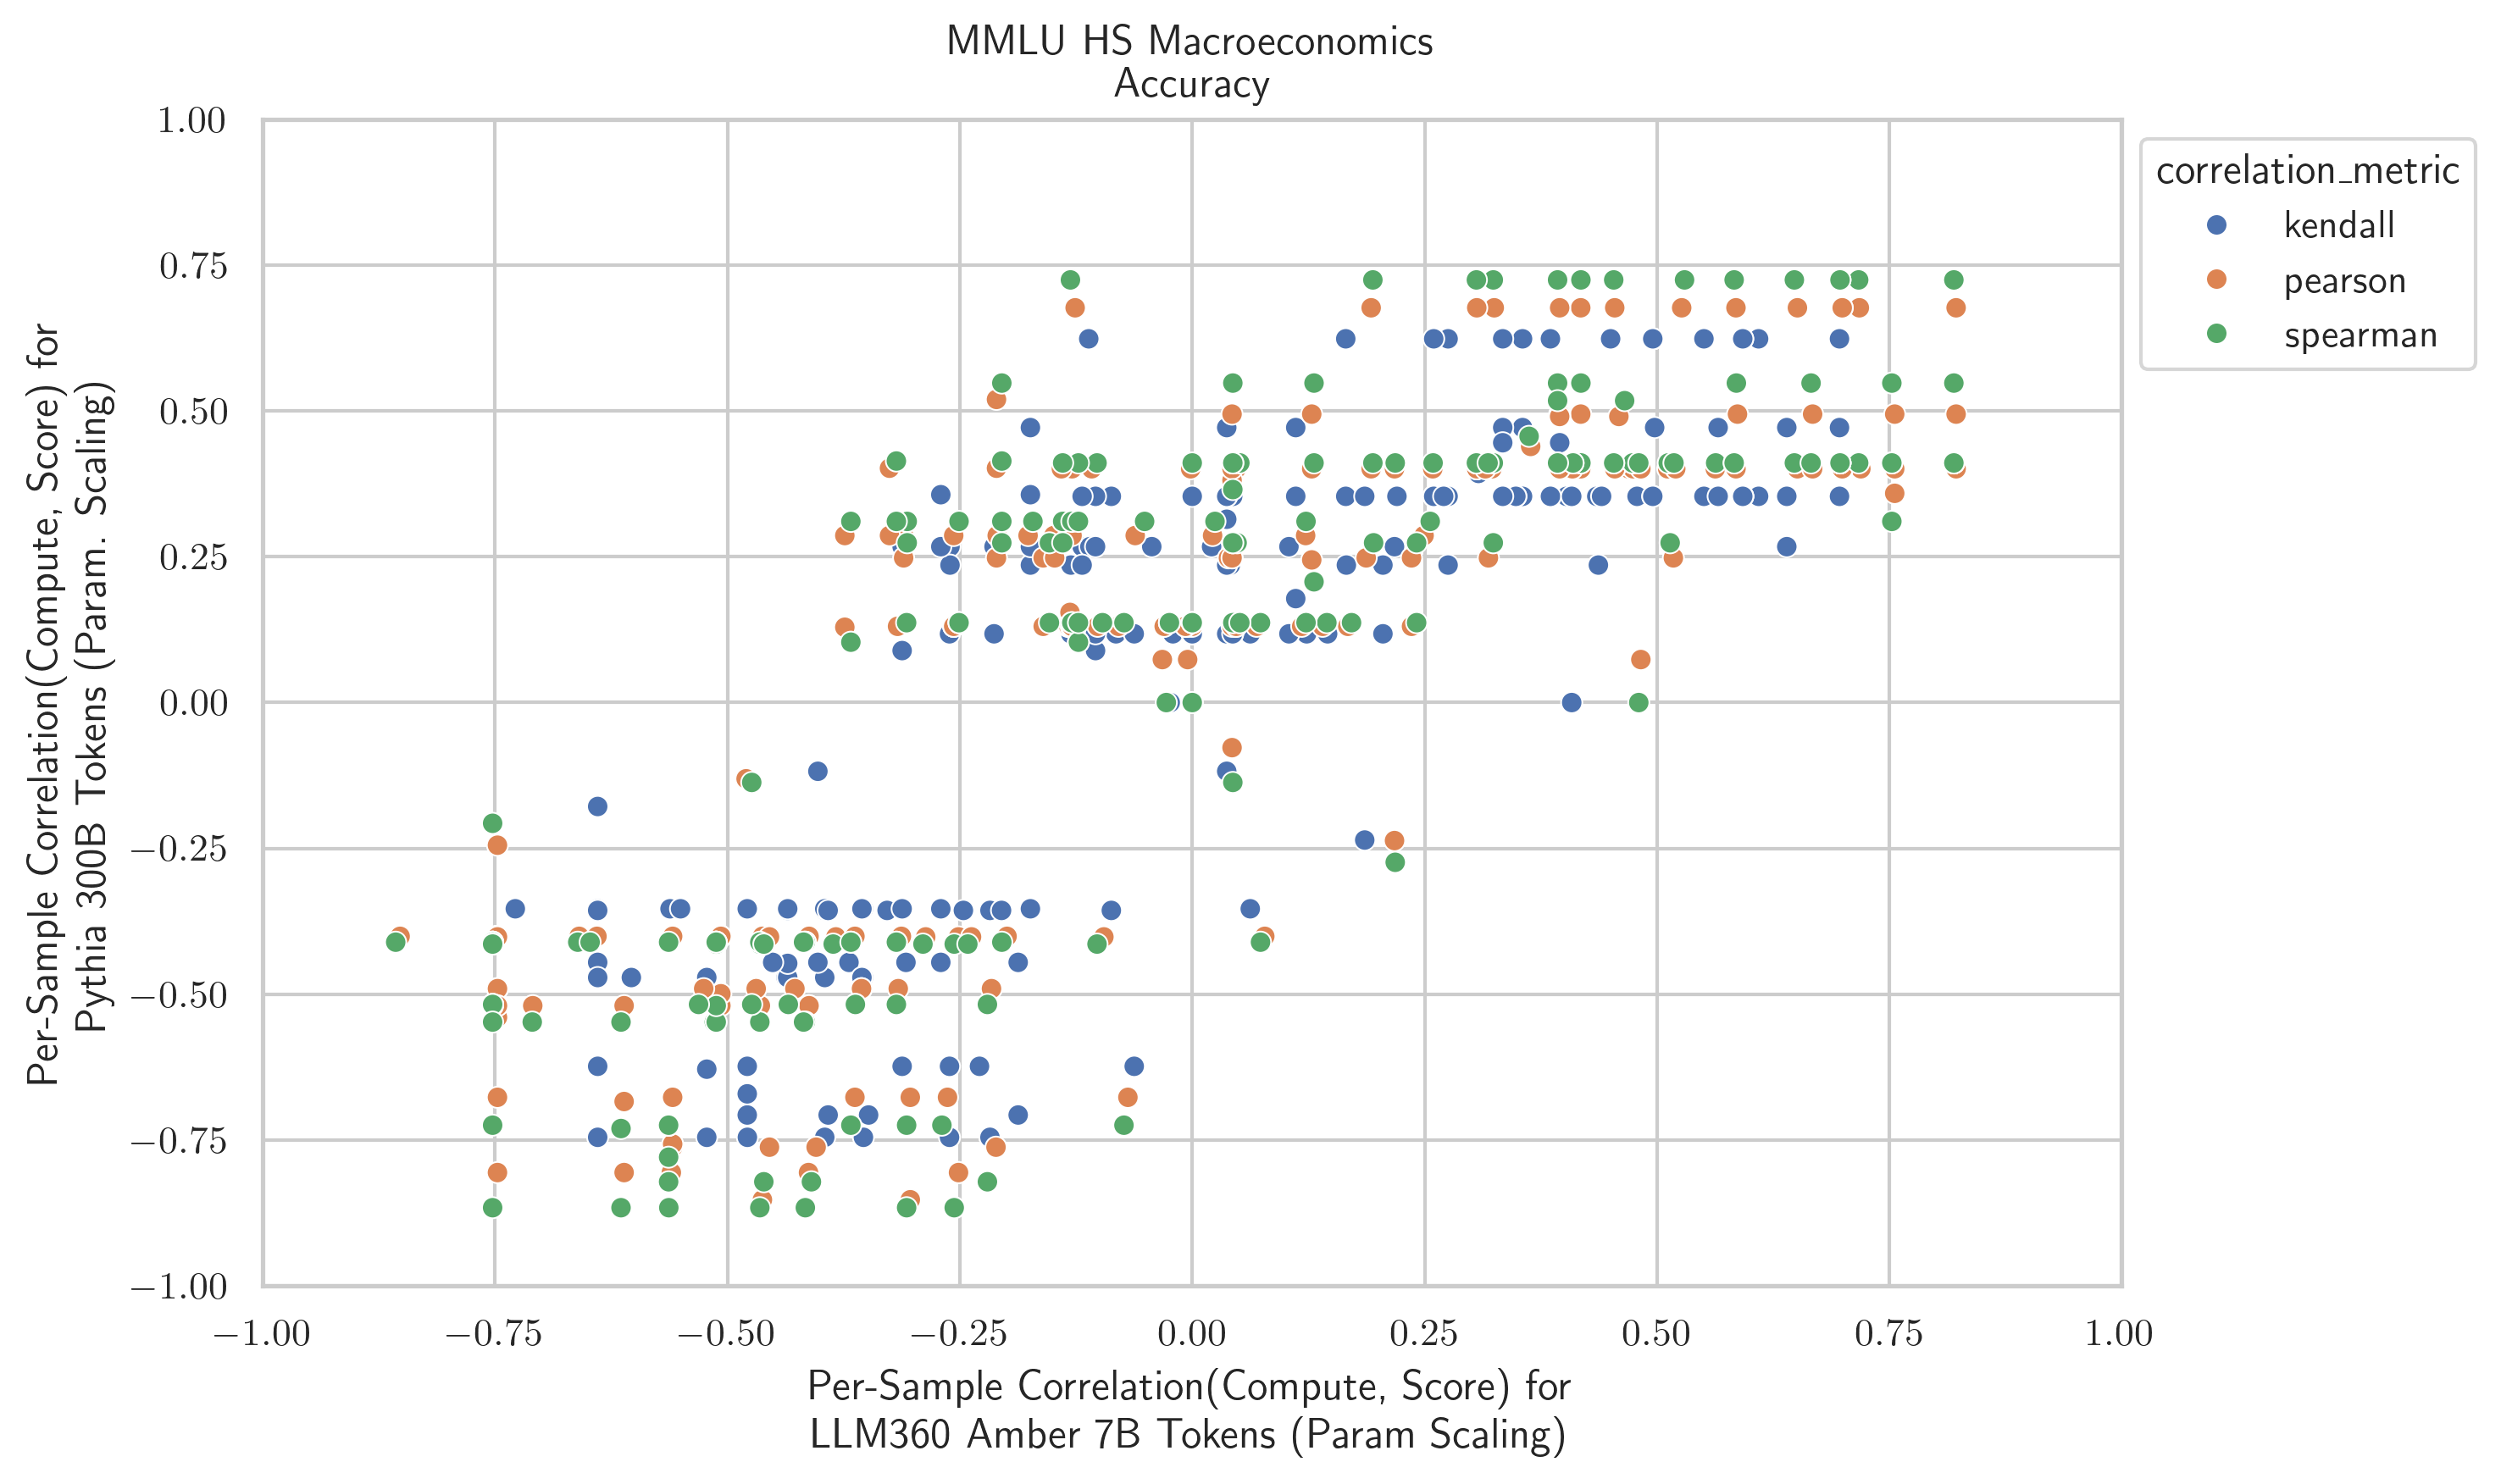 MMLU HS Macroeconomics
Accuracy
1.00
0.75
0.50
0.25
0.00
−0.25
−0.50
−0.75
−1.00
Per-Sample Correlation(Compute, Score) for
Pythia 300B Tokens (Param. Scaling)
−1.00
−0.75
−0.50
−0.25
0.00
0.25
0.50
0.75
1.00
Per-Sample Correlation(Compute, Score) for
LLM360 Amber 7B Tokens (Param Scaling)
correlation_metric
kendall
pearson
spearman